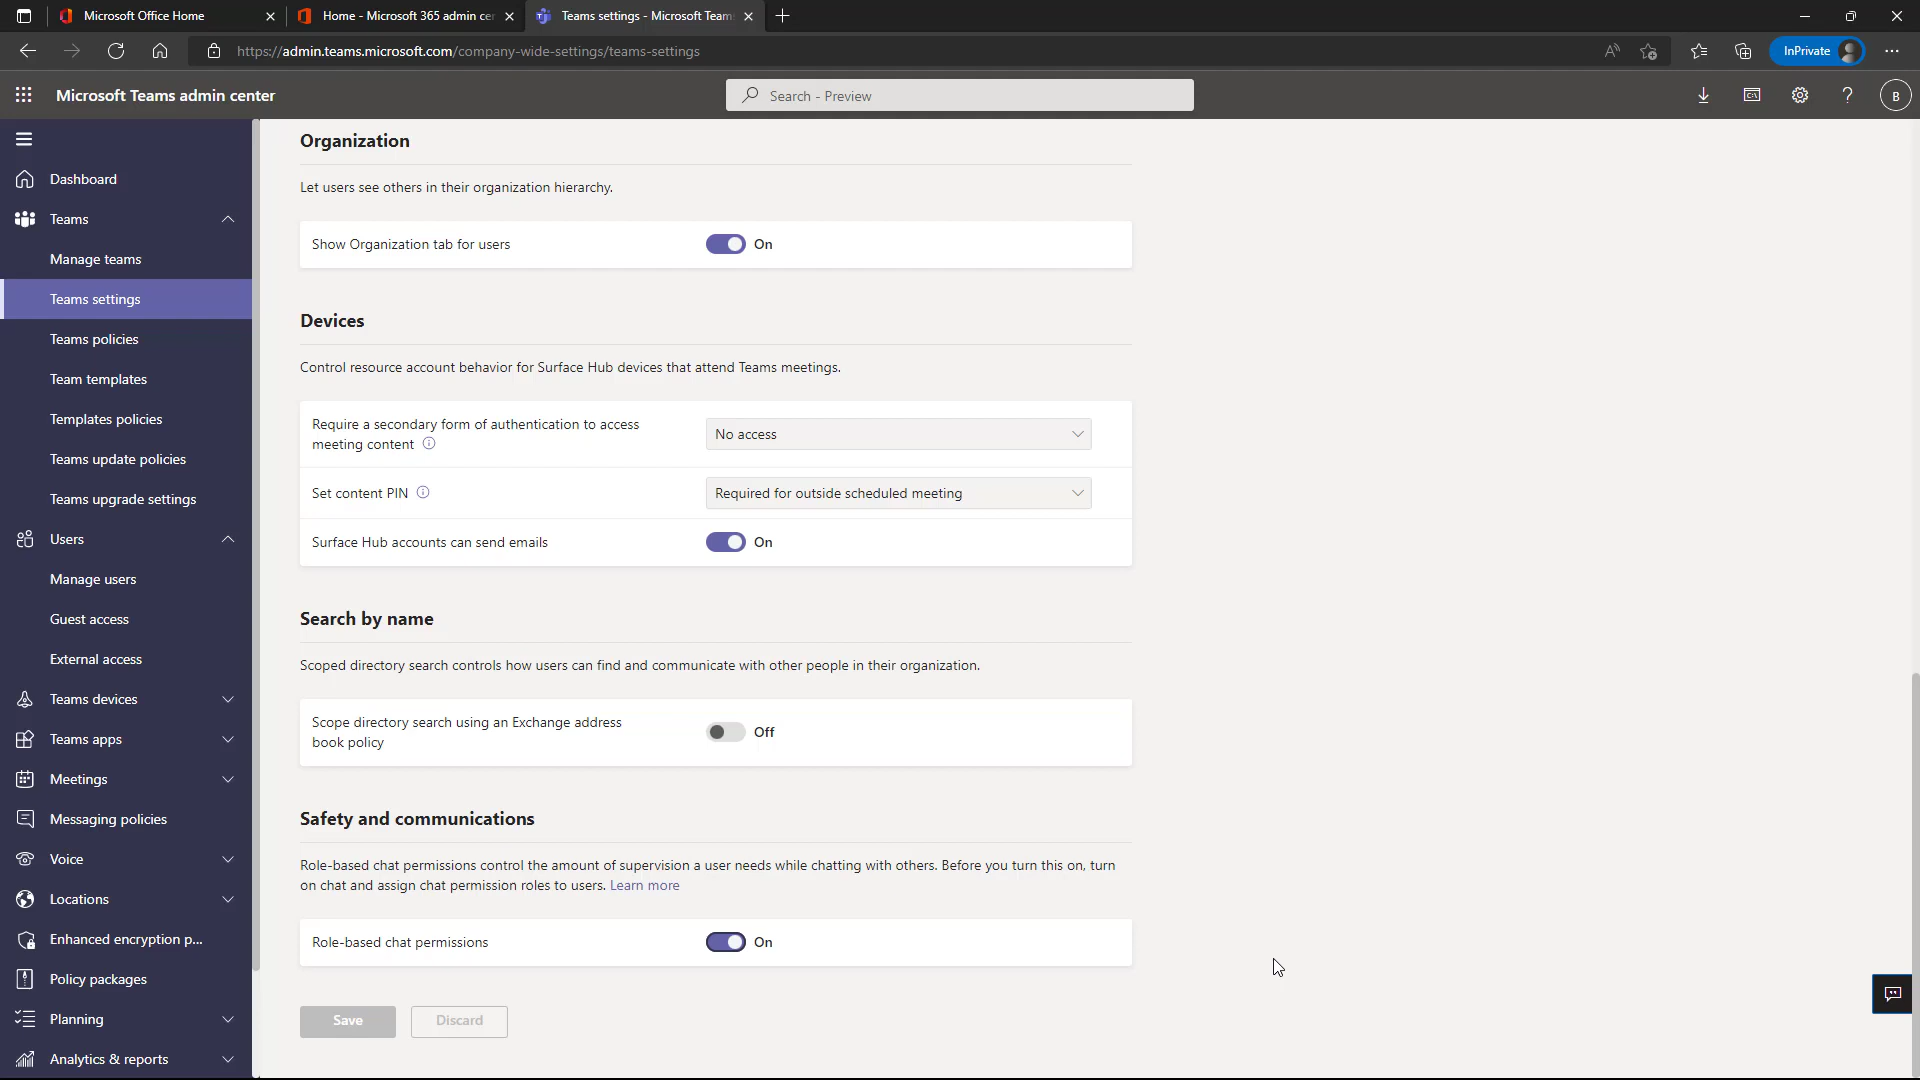 Microsoft Office Home
Home - Microsoft 365 admin cer
Teams settings - Microsoft Team
https://admin.teams.microsoft.com/company-wide-settings/teams-settings
InPrivate
Microsoft Teams admin center
Search - Preview
B
Dashboard
Teams
Manage teams
Teams settings
Teams policies
Team templates
Templates policies
Teams update policies
Teams upgrade settings
Users
Manage users
Guest access
External access
Teams devices
Teams apps
Meetings
Messaging policies
Voice
Locations
Enhanced encryption p...
Policy packages
Planning
Analytics & reports
Organization
Let users see others in their organization hierarchy.
Show Organization tab for users
On
Devices
Control resource account behavior for Surface Hub devices that attend Teams meetings.
Require a secondary form of authentication to access
meeting content
No access
Set content PIN
Required for outside scheduled meeting
Surface Hub accounts can send emails
On
Search by name
Scoped directory search controls how users can find and communicate with other people in their organization.
Scope directory search using an Exchange address
book policy
Off
Safety and communications
Role-based chat permissions control the amount of supervision a user needs while chatting with others. Before you turn this on, turn
on chat and assign chat permission roles to users. Learn more
Role-based chat permissions
On
Save
Discard